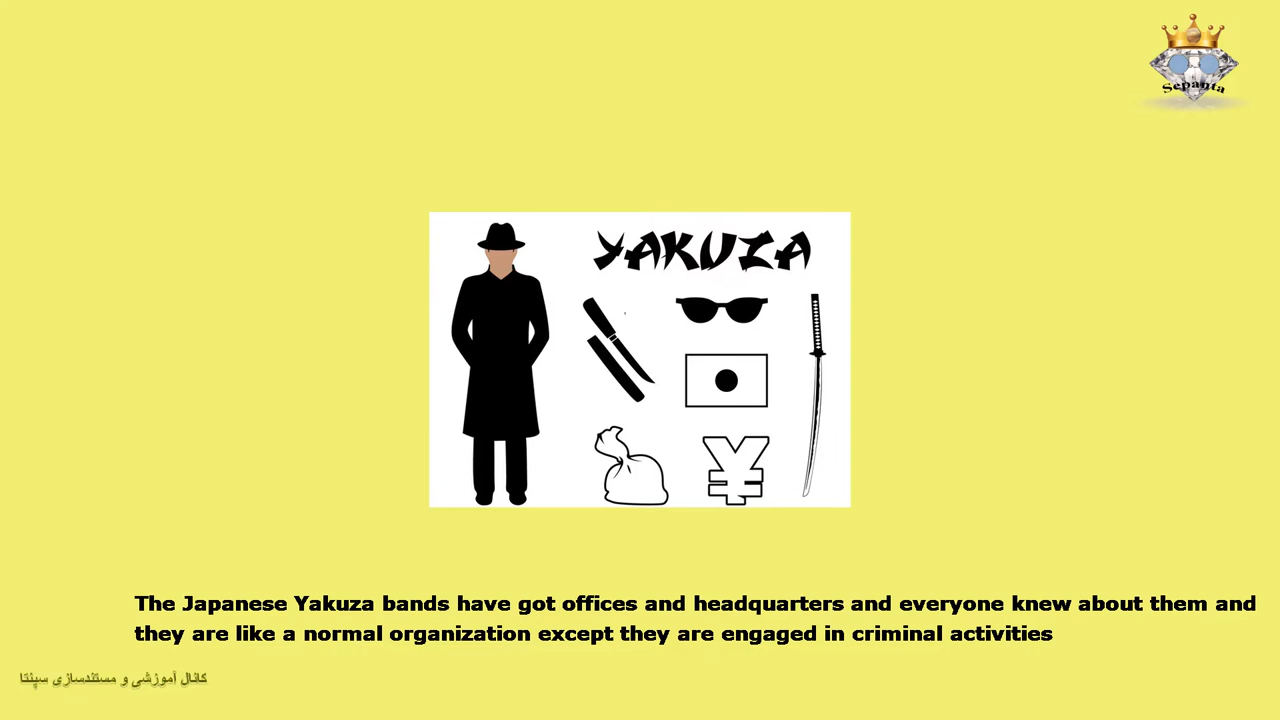 Sepanta
YAKUZA
The Japanese Yakuza bands have got offices and headquarters and everyone knew about them and
they are like a normal organization except they are engaged in criminal activities
کانال آموزشی و مستندسازی سپنتا